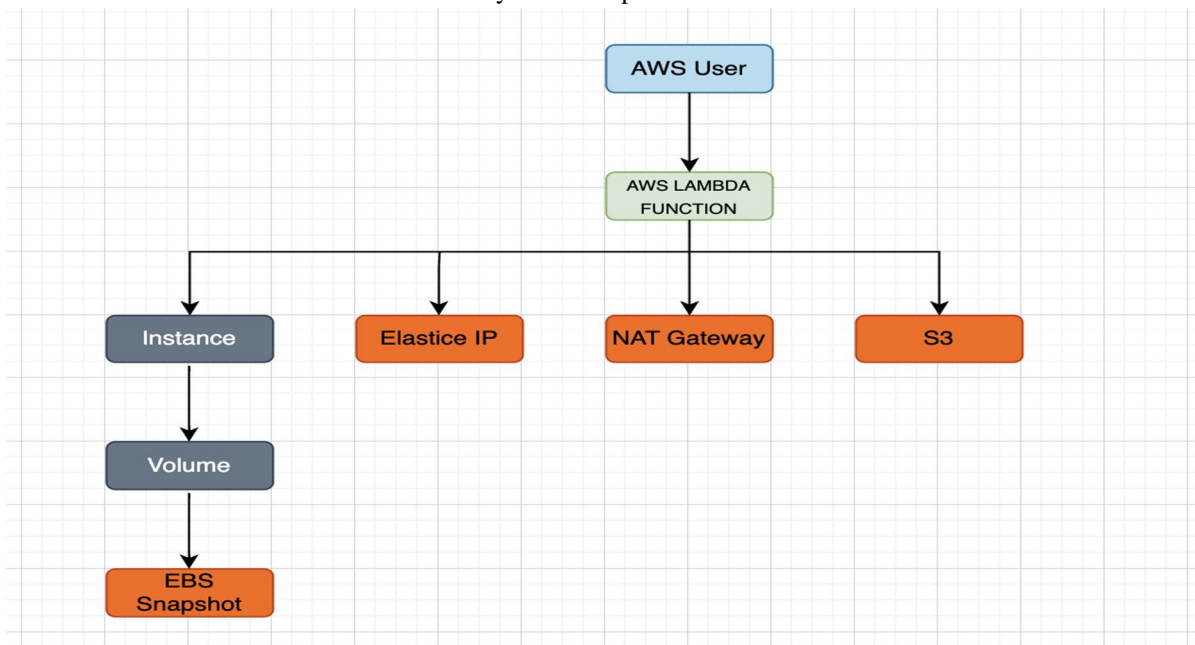 AWS User
AWS LAMBDA
FUNCTION
Instance
Elastice IP
NAT Gateway
S3
Volume
EBS
Snapshot